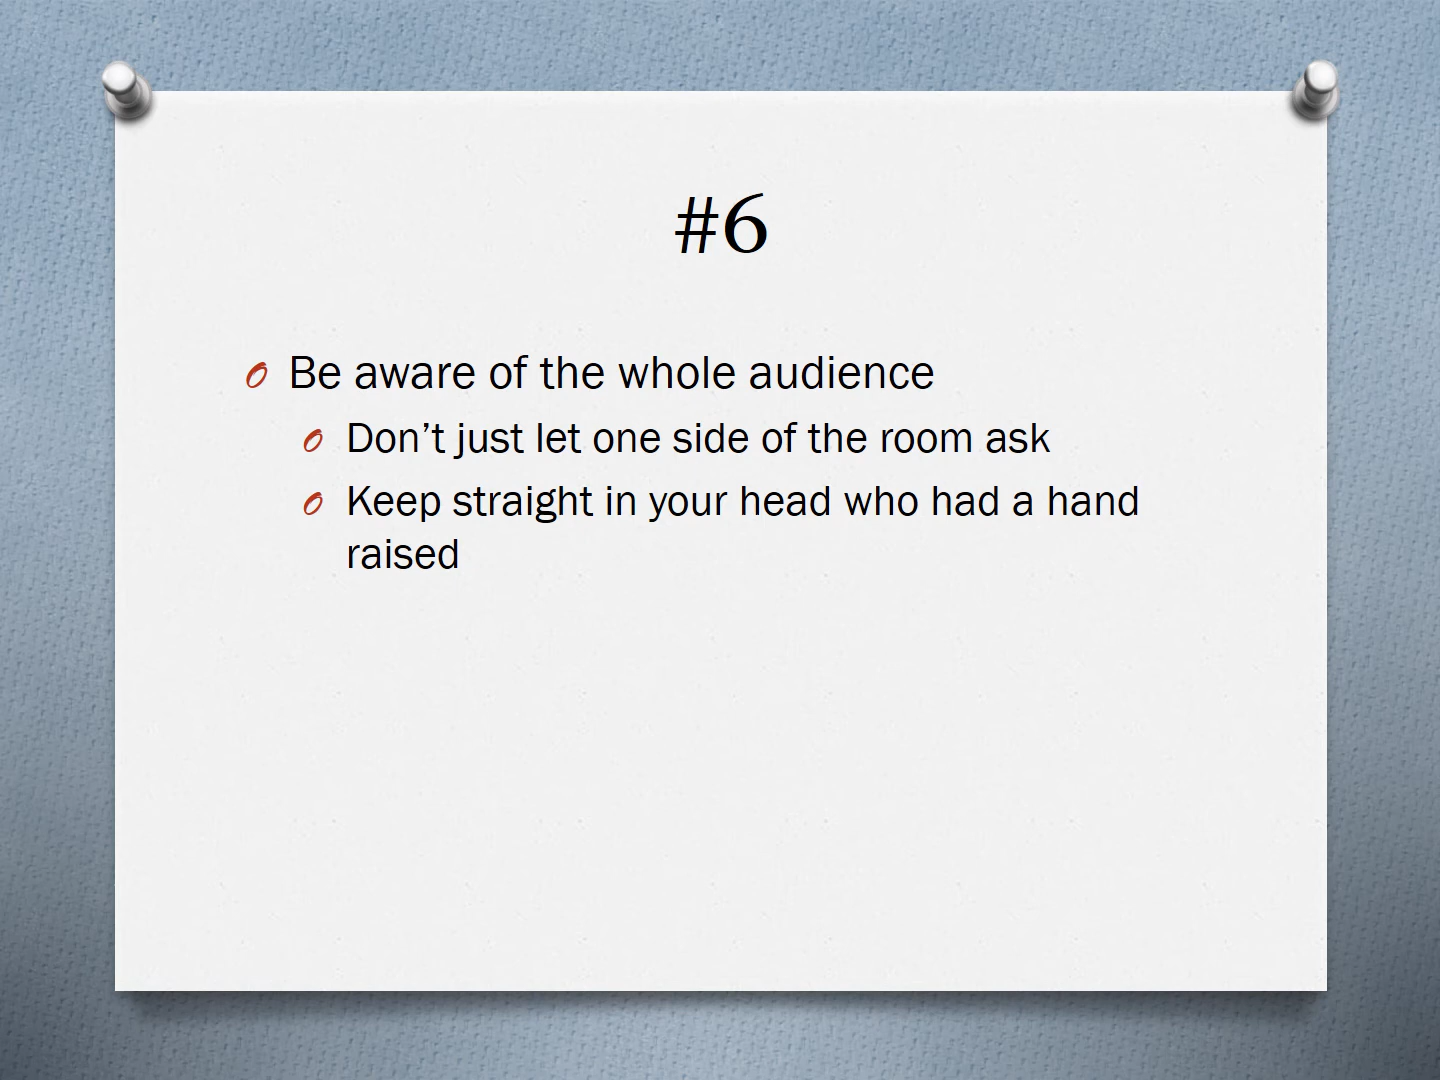 #6
Be aware of the whole audience
Don’t just let one side of the room ask
Keep straight in your head who had a hand
raised